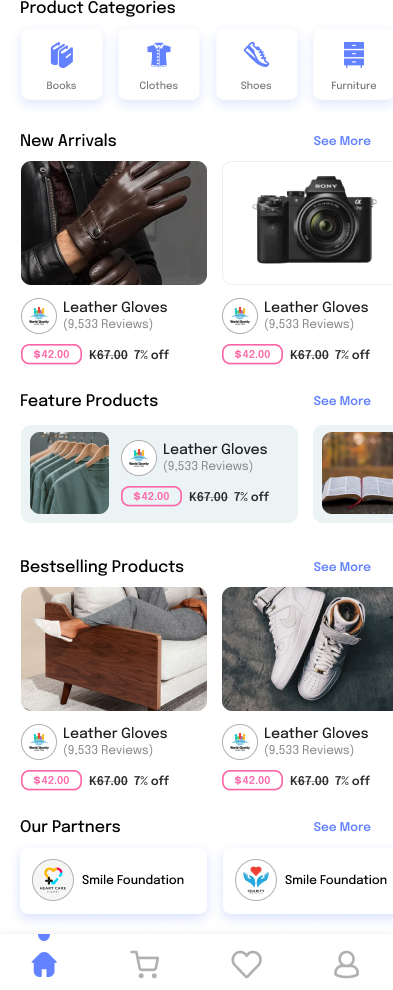 Product Categories
Books
Clothes
Shoes
Furniture
New Arrivals
See More
SONY
α
Leather Gloves
(9,533 Reviews)
$42.00 K67.00 7% off
Leather Gloves
(9,533 Reviews)
$42.00 K67.00 7% off
Feature Products
See More
Leather Gloves
(9,533 Reviews)
$42.00 K67.00 7% off
Bestselling Products
See More
Leather Gloves
(9,533 Reviews)
$42.00 K67.00 7% off
Leather Gloves
(9,533 Reviews)
$42.00 K67.00 7% off
Our Partners
See More
HEART CARE
Smile Foundation
CHARITY
Smile Foundation